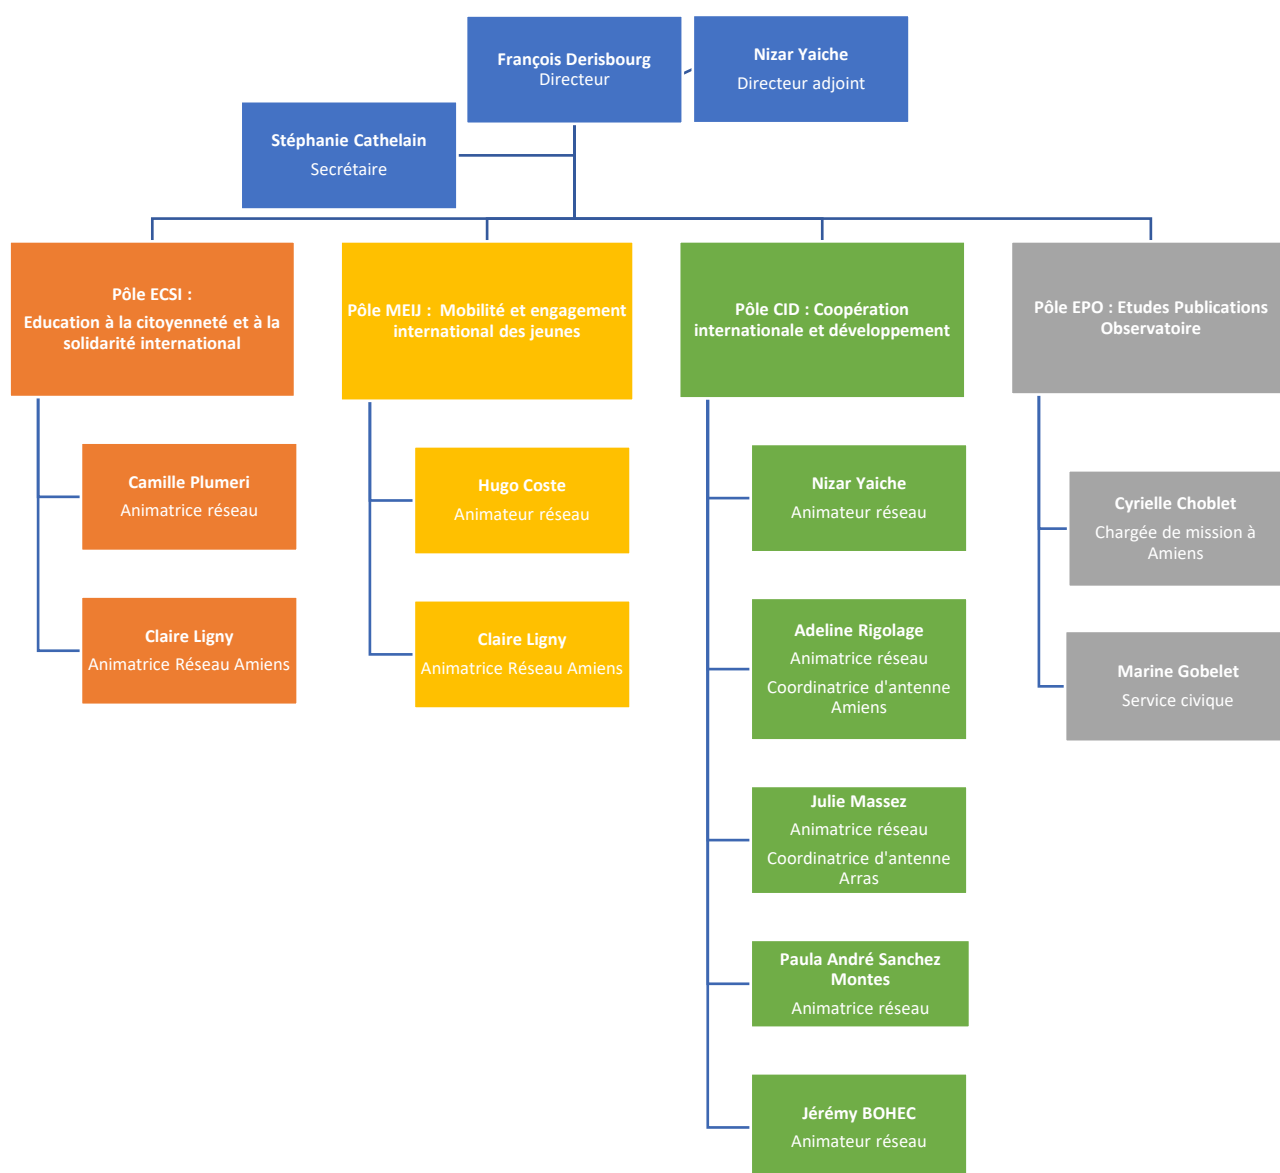 François Derisbourg
Directeur
Nizar Yaiche
Directeur adjoint
Stéphanie Cathelain
Secrétaire
Pôle ECSI :
Education à la citoyenneté et à la
solidarité international
Camille Plumeri
Animatrice réseau
Claire Ligny
Animatrice Réseau Amiens
Pôle MEIJ : Mobilité et engagement
international des jeunes
Hugo Coste
Animateur réseau
Claire Ligny
Animatrice Réseau Amiens
Pôle CID : Coopération
internationale et développement
Nizar Yaiche
Animateur réseau
Adeline Rigolage
Animatrice réseau
Coordinatrice d'antenne
Amiens
Julie Massez
Animatrice réseau
Coordinatrice d'antenne
Arras
Paula André Sanchez
Montes
Animatrice réseau
Jérémy BOHEC
Animateur réseau
Pôle EPO : Etudes Publications
Observatoire
Cyrielle Choblet
Chargée de mission à
Amiens
Marine Gobelet
Service civique